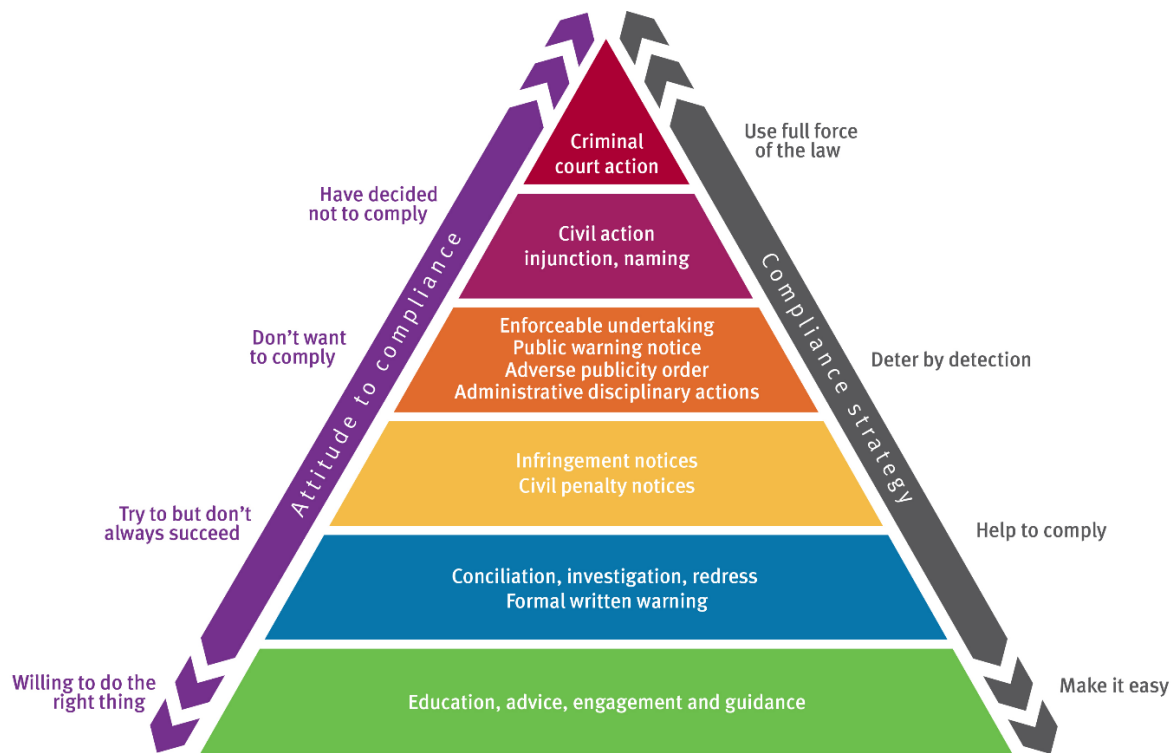 Criminal
court action
Civil action
injunction, naming
Enforceable undertaking
Public warning notice
Adverse publicity order
Administrative disciplinary actions
Infringement notices
Civil penalty notices
Conciliation, investigation, redress
Formal written warning
Education, advice, engagement and guidance
Attitude to compliance
Have decided
not to comply
Don’t want
to comply
Try to but don’t
always succeed
Willing to do the
right thing
Compliance strategy
Use full force
of the law
Deter by detection
Help to comply
Make it easy